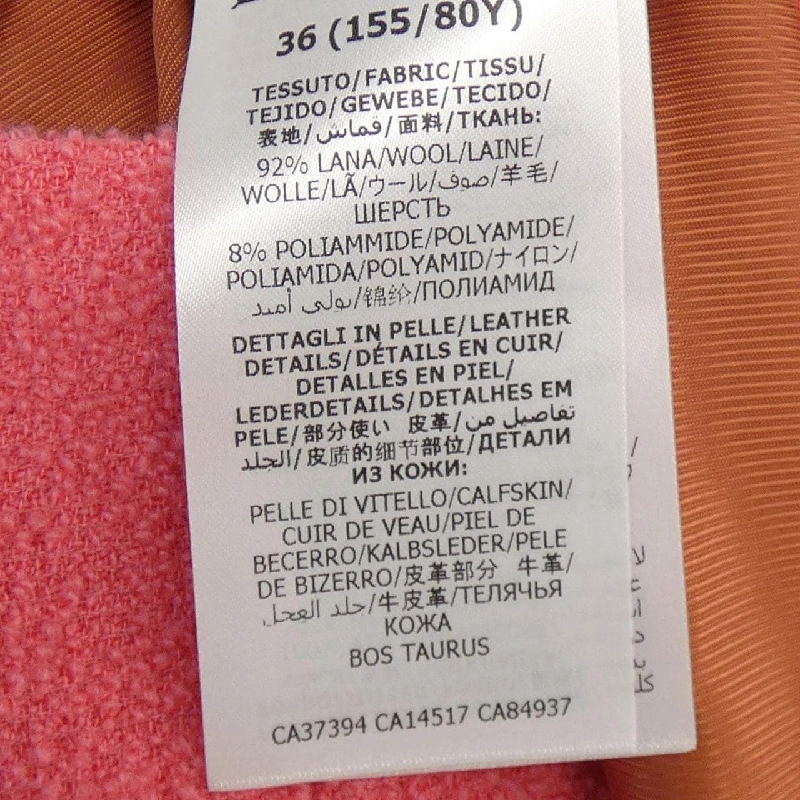 36 (155/80Y)
TESSUTO/FABRIC/TISSU/
TEJIDO/GEWEBE/TECIDO/
表地/قماش/面料/ТКАНЬ:
92% LANA/WOOL/LAINE/
WOLLE/LÃ/ウール/صوف/羊毛/
ШЕРСТЬ
8% POLIAMMIDE/POLYAMIDE/
POLIAMIDA/POLYAMID/ナイロン/
بولي أميد/锦纶/ПОЛИАМИД
DETTAGLI IN PELLE/LEATHER
DETAILS/DÉTAILS EN CUIR/
DETALLES EN PIEL/
LEDERDETAILS/DETALHES EM
PELE/部分使い 皮革/تفاصيل من
الجلد/皮质的细节部位/ДЕТАЛИ
ИЗ КОЖИ:
PELLE DI VITELLO/CALFSKIN/
CUIR DE VEAU/PIEL DE
BECERRO/KALBSLEDER/PELE
DE BIZERRO/皮革部分 牛革/
جلد العجل/牛皮革/ТЕЛЯЧЬЯ
КОЖА
BOS TAURUS
CA37394 CA14517 CA84937